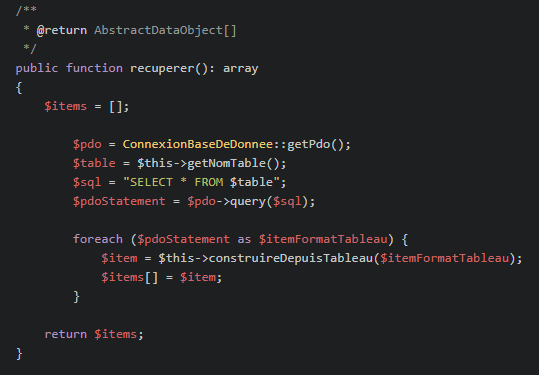 /**
 * @return AbstractDataObject[]
 */
public function recuperer(): array
{
    $items = [];

        $pdo = ConnexionBaseDeDonnee::getPdo();
        $table = $this->getNomTable();
        $sql = "SELECT * FROM $table";
        $pdoStatement = $pdo->query($sql);

        foreach ($pdoStatement as $itemFormatTableau) {
            $item = $this->construireDepuisTableau($itemFormatTableau);
            $items[] = $item;
        }

    return $items;
}